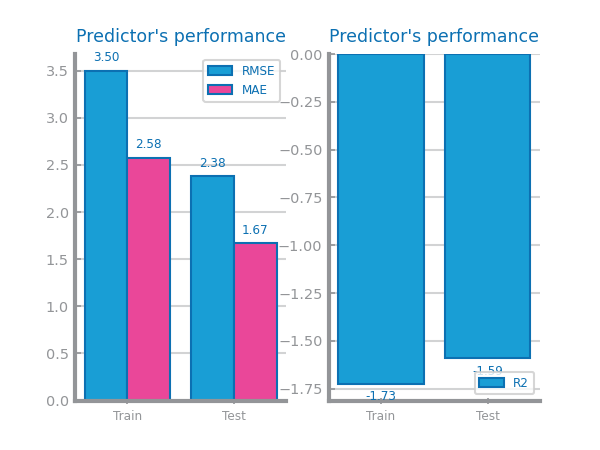 Predictor's performance
3.50
2.58
2.38
1.67
RMSE
MAE
3.5
3.0
2.5
2.0
1.5
1.0
0.5
0.0
Train
Test
Predictor's performance
0.00
−0.25
−0.50
−0.75
−1.00
−1.25
−1.50
−1.75
-1.73
-1.59
R2
Train
Test